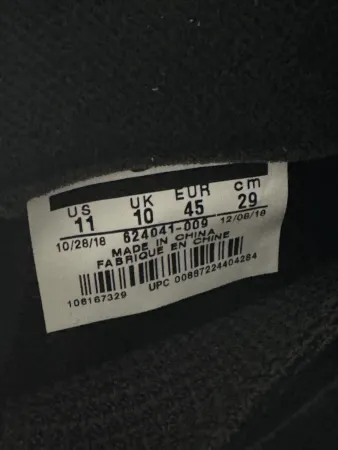 US UK EUR cm
11 10 45 29
10/28/18 624041-009 12/08/18
MADE IN CHINA
FABRIQUE EN CHINE
106167329 UPC 00887224404284